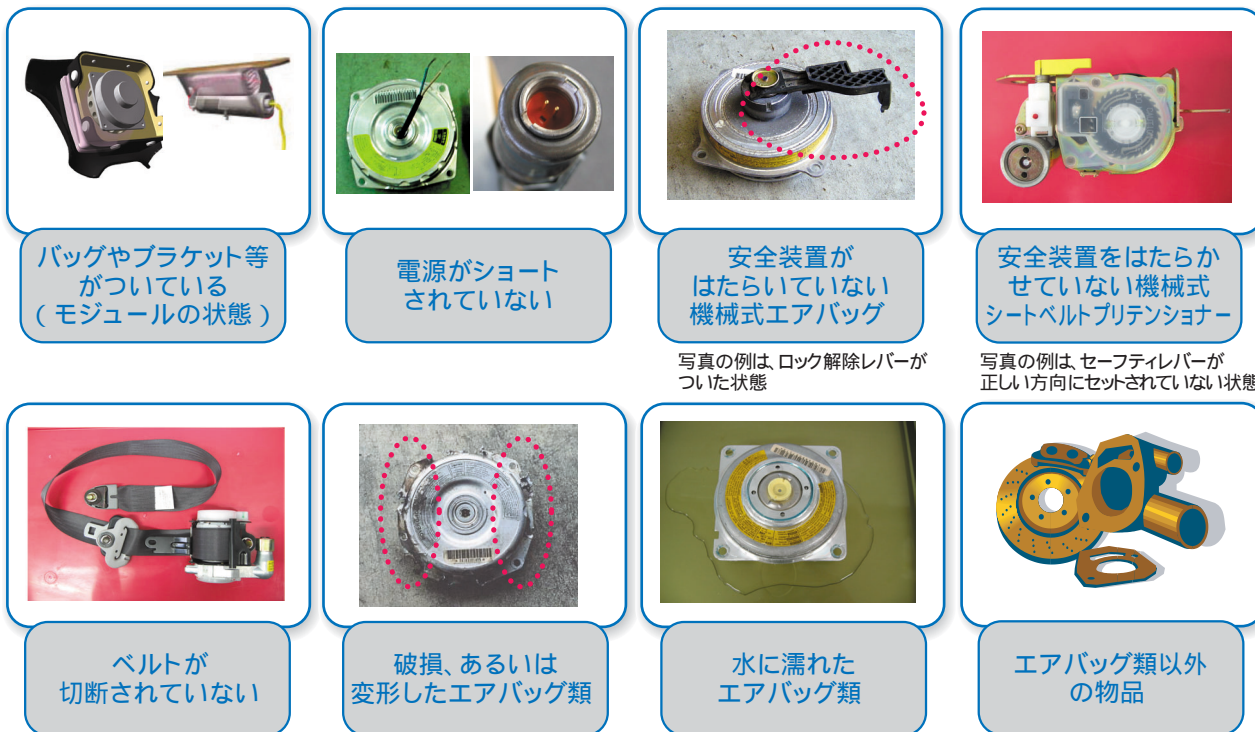 バッグやブラケット等
がついている
(モジュールの状態)
電源がショート
されていない
安全装置が
はたらいていない
機械式エアバッグ
安全装置をはたらか
せていない機械式
シートベルトプリテンショナー
写真の例は、ロック解除レバーが
ついた状態
写真の例は、セーフティレバーが
正しい方向にセットされていない状態
ベルトが
切断されていない
破損、あるいは
変形したエアバッグ類
水に濡れた
エアバッグ類
エアバッグ類以外
の物品